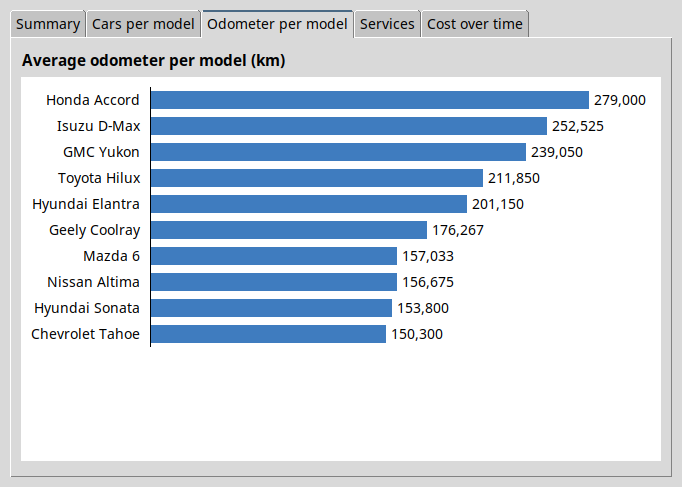 Summary Cars per model Odometer per model Services Cost over time
Average odometer per model (km)
Honda Accord 279,000
Isuzu D-Max 252,525
GMC Yukon 239,050
Toyota Hilux 211,850
Hyundai Elantra 201,150
Geely Coolray 176,267
Mazda 6 157,033
Nissan Altima 156,675
Hyundai Sonata 153,800
Chevrolet Tahoe 150,300